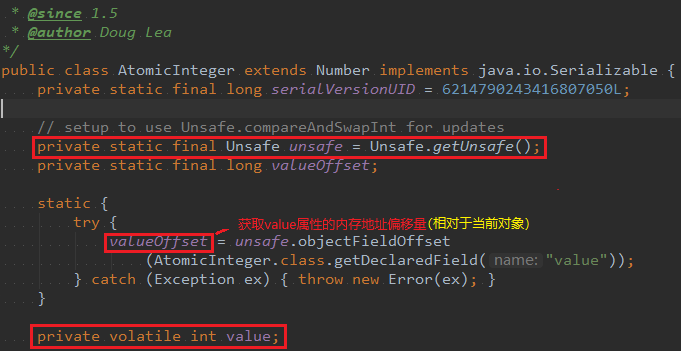 * @since 1.5
* @author Doug Lea
*/
public class AtomicInteger extends Number implements java.io.Serializable {
private static final long serialVersionUID = 6214790243416807050L;
// setup to use Unsafe.compareAndSwapInt for updates
private static final Unsafe unsafe = Unsafe.getUnsafe();
private static final long valueOffset;
static {
try {
获取value属性的内存地址偏移量(相对于当前对象)
valueOffset = unsafe.objectFieldOffset
(AtomicInteger.class.getDeclaredField( name: "value"));
} catch (Exception ex) { throw new Error(ex); }
}
private volatile int value;